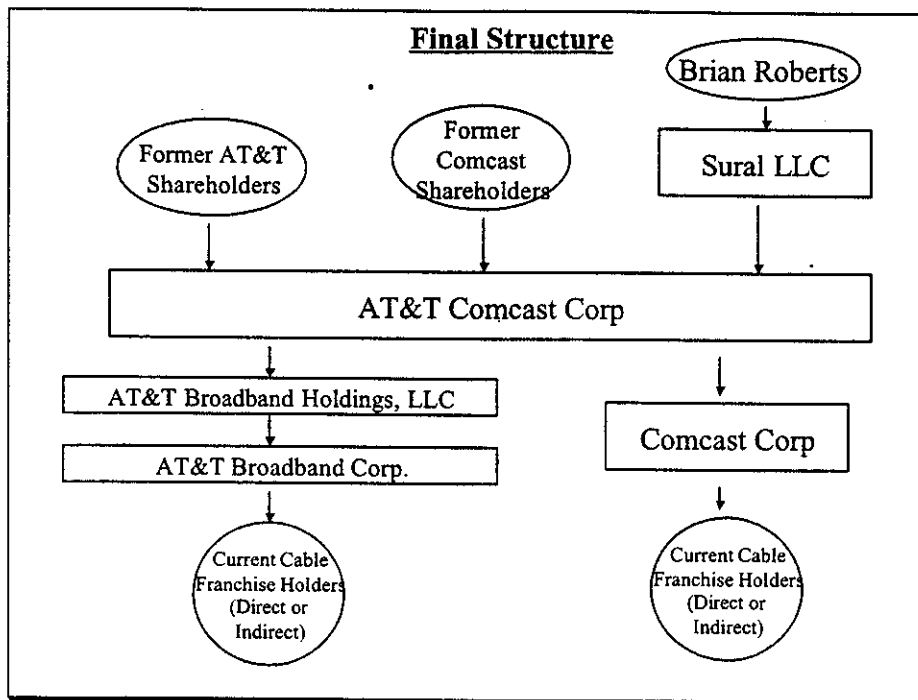 Final Structure
Brian Roberts
Former AT&T
Shareholders
Former
Comcast
Shareholders
Sural LLC
AT&T Comcast Corp
AT&T Broadband Holdings, LLC
AT&T Broadband Corp.
Comcast Corp
Current Cable
Franchise Holders
(Direct or
Indirect)
Current Cable
Franchise Holders
(Direct or
Indirect)